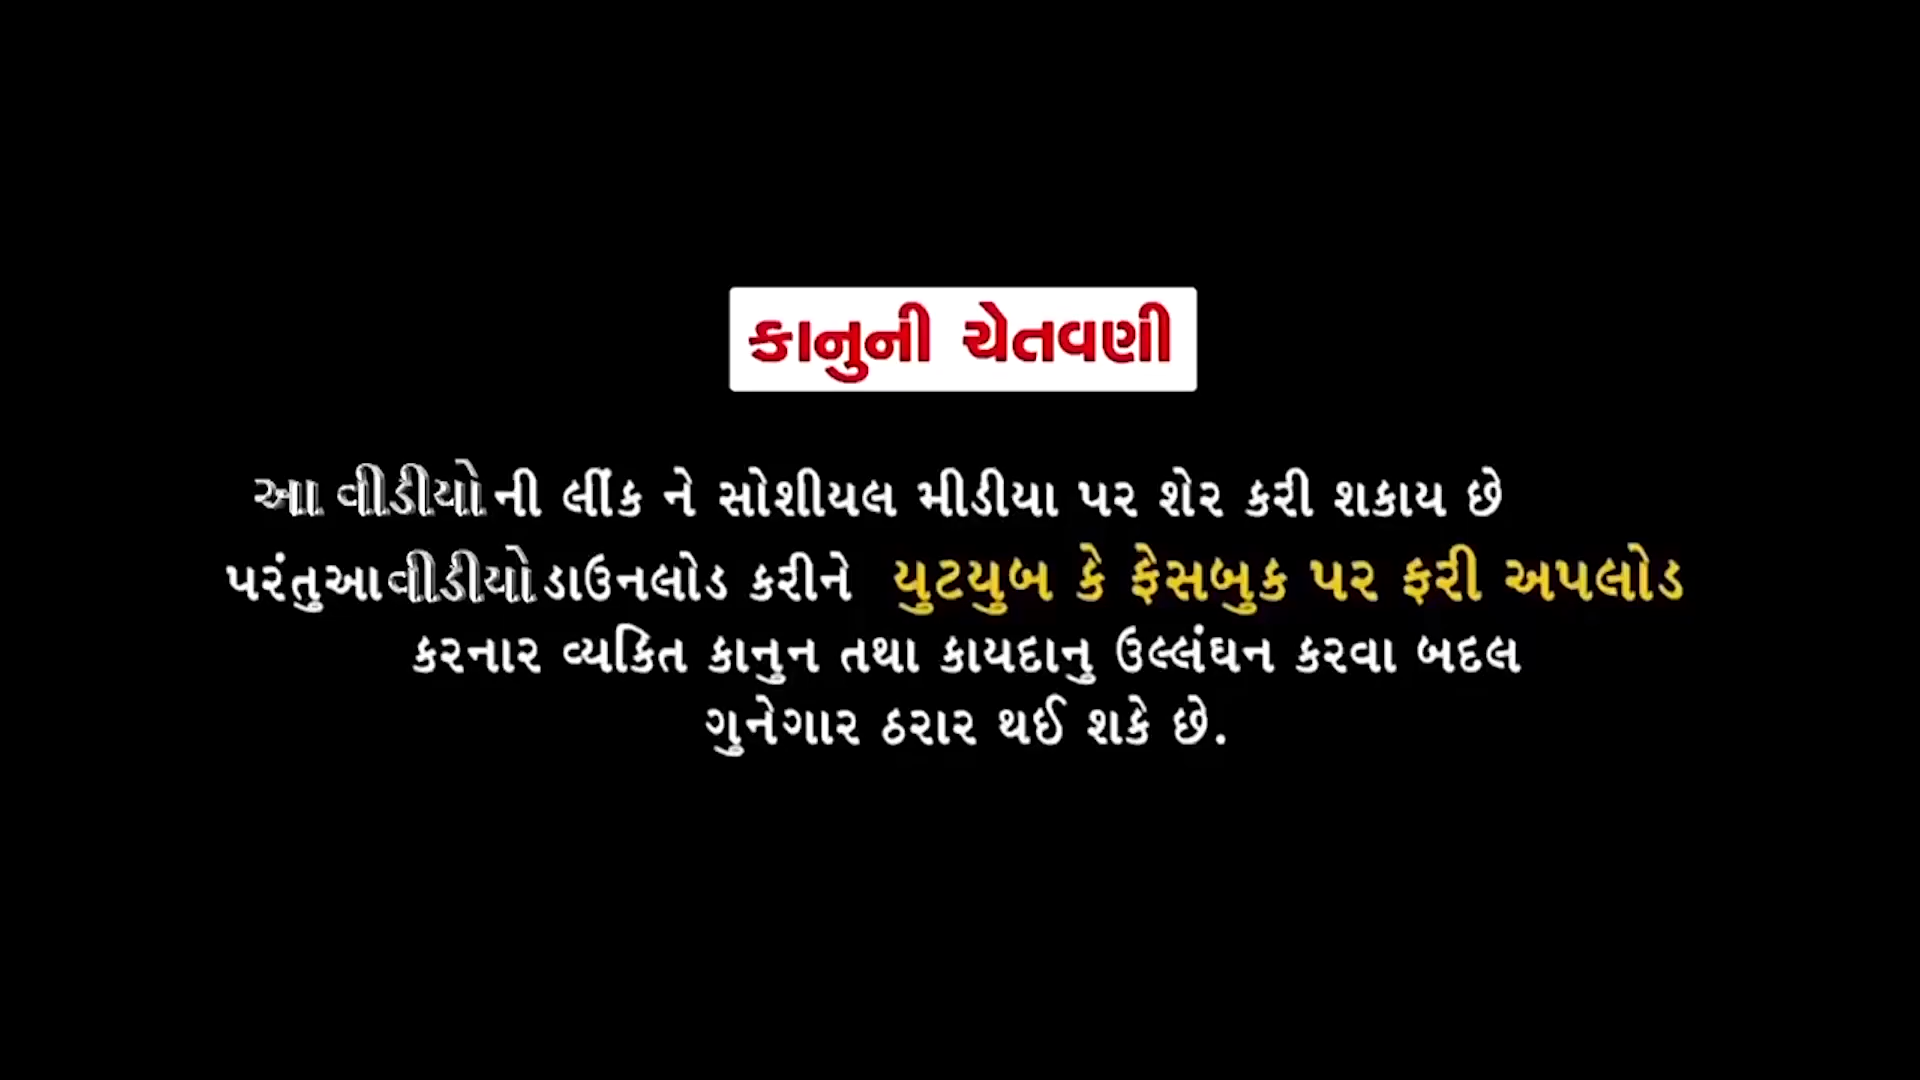 કાનુની ચેતવણી
આ વીડીયો ની લીંક ને સોશીયલ મીડીયા પર શેર કરી શકાય છે
પરંતુ આ વીડીયો ડાઉનલોડ કરીને યુટયુબ કે ફેસબુક પર ફરી અપલોડ
કરનાર વ્યકિત કાનુન તથા કાયદાનુ ઉલ્લંઘન કરવા બદલ
ગુનેગાર ઠરાર થઈ શકે છે.